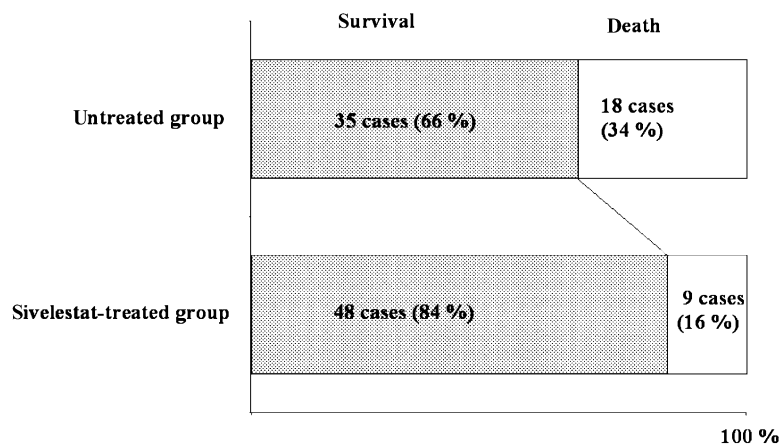 Survival Death
Untreated group
35 cases (66 %)
18 cases
(34 %)
Sivelestat-treated group
48 cases (84 %)
9 cases
(16 %)
100 %